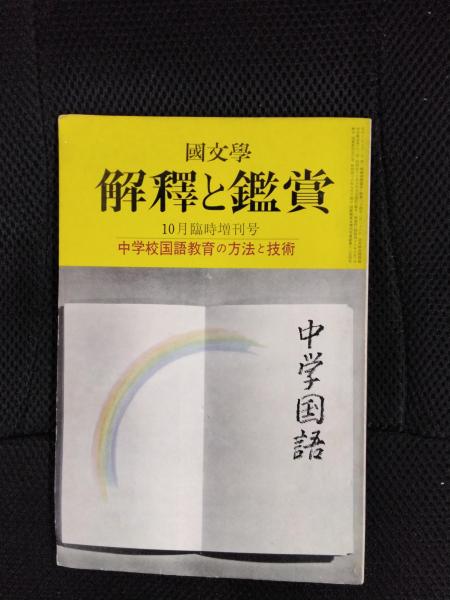 國文學
解釋と鑑賞
10月臨時増刊号
中学校国語教育の方法と技術
中学国語